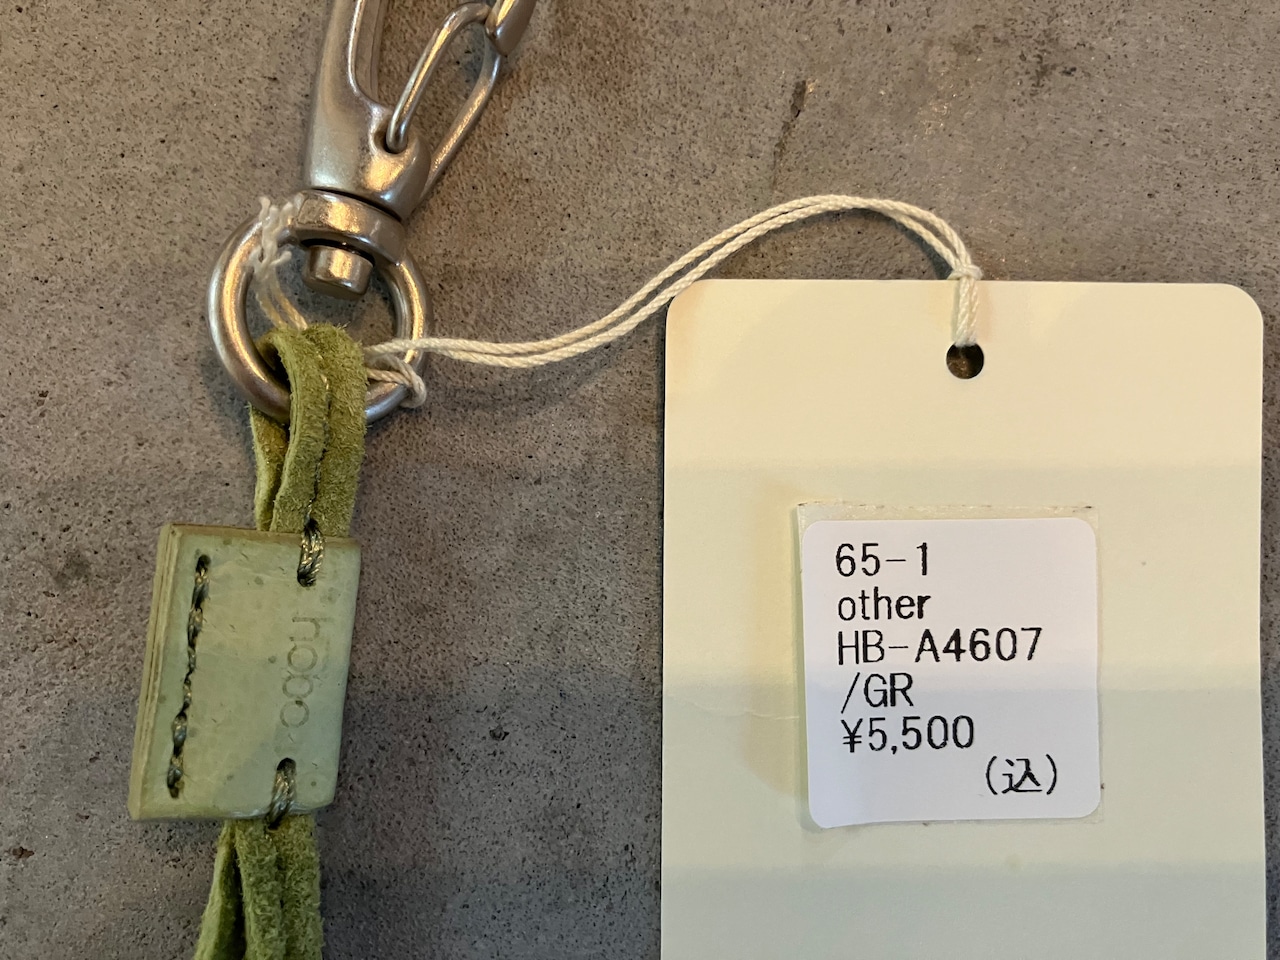 hobo
65-1
other
HB-A4607
/GR
¥5,500
(込)